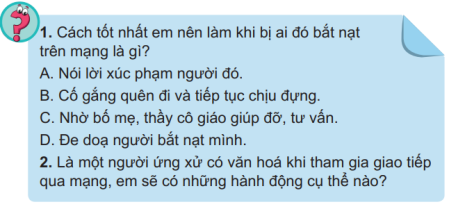 1. Cách tốt nhất em nên làm khi bị ai đó bắt nạt
trên mạng là gì?
A. Nói lời xúc phạm người đó.
B. Cố gắng quên đi và tiếp tục chịu đựng.
C. Nhờ bố mẹ, thầy cô giáo giúp đỡ, tư vấn.
D. Đe doạ người bắt nạt mình.
2. Là một người ứng xử có văn hoá khi tham gia giao tiếp
qua mạng, em sẽ có những hành động cụ thể nào?